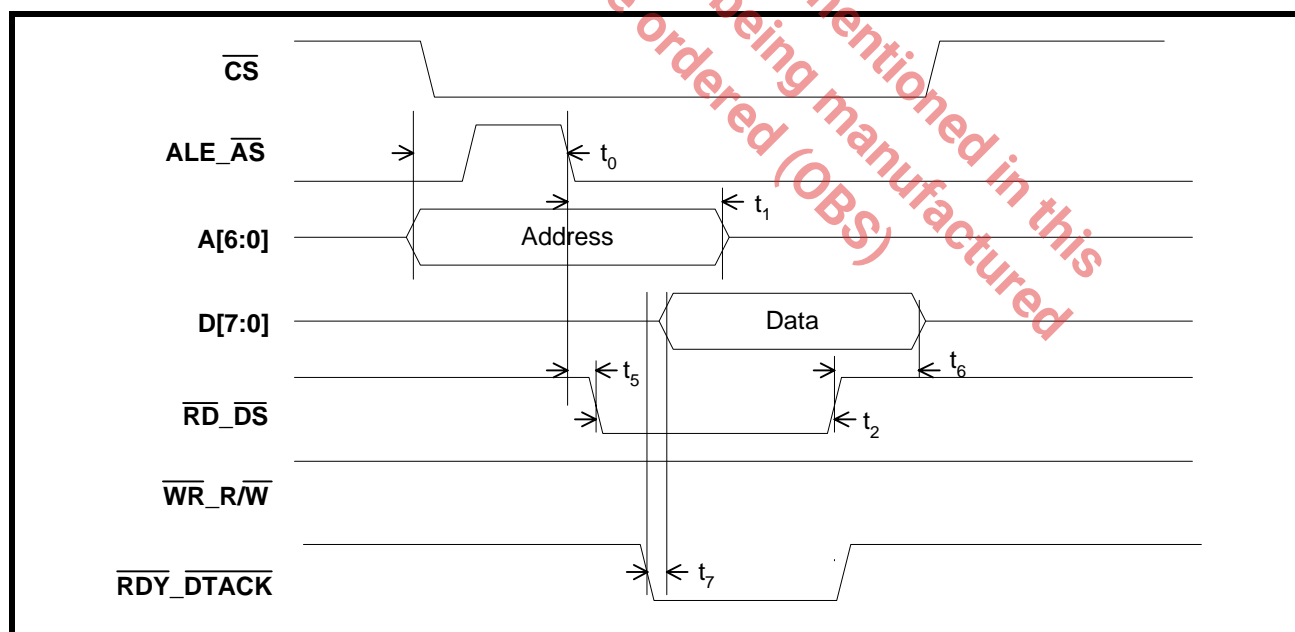 mentioned in this
being manufactured
e ordered (OBS)
CS
ALE_AS
t0
t1
A[6:0]
Address
D[7:0]
Data
t5
t6
RD_DS
t2
WR_R/W
RDY_DTACK
t7